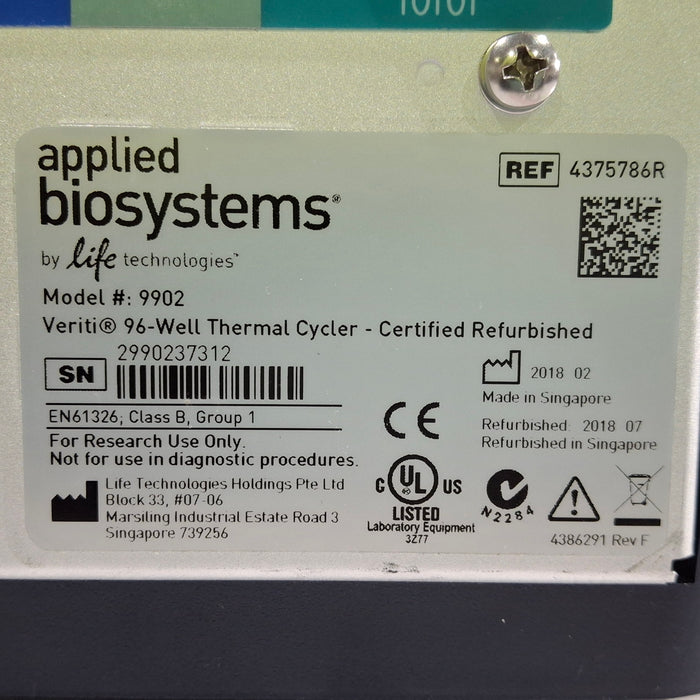 applied
biosystems®
by life technologies™
REF 4375786R
Model #: 9902
Veriti® 96-Well Thermal Cycler - Certified Refurbished
SN 2990237312
2018 02
Made in Singapore
EN61326; Class B, Group 1
Refurbished: 2018 07
Refurbished in Singapore
For Research Use Only.
Not for use in diagnostic procedures.
CE
Life Technologies Holdings Pte Ltd
Block 33, #07-06
Marsiling Industrial Estate Road 3
Singapore 739256
C UL US
LISTED
Laboratory Equipment
3Z77
N2284
4386291 Rev F